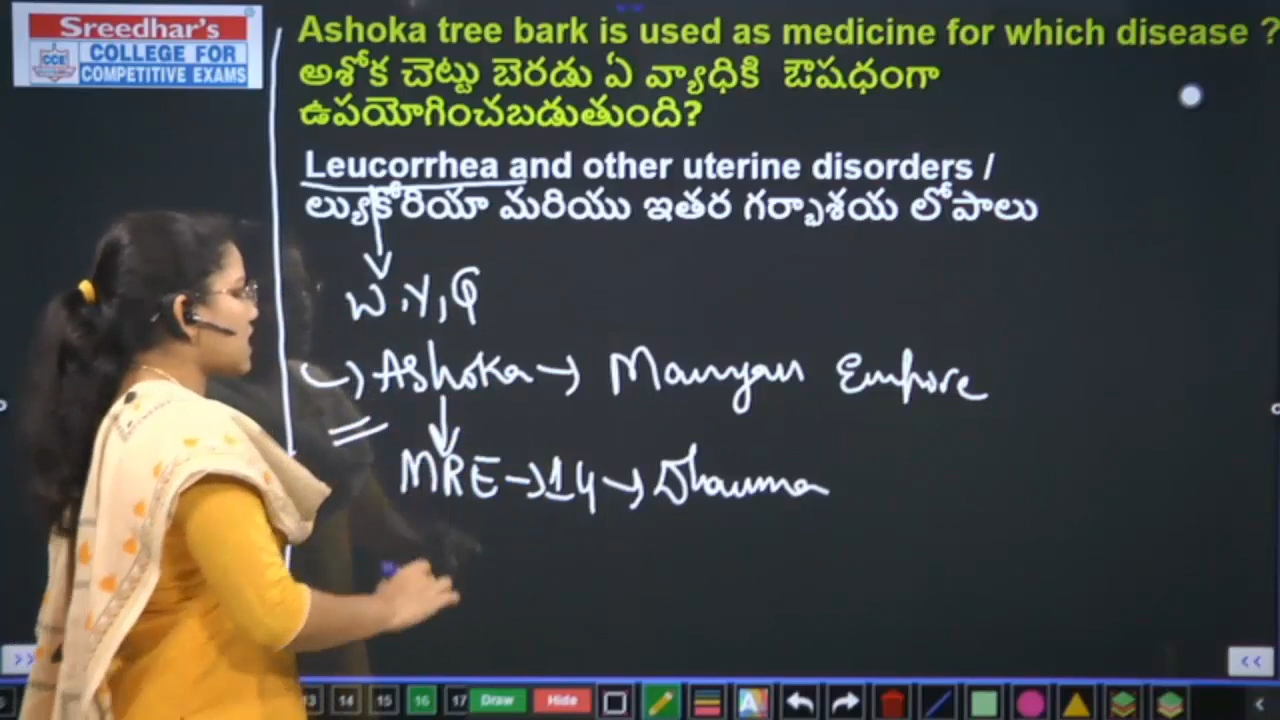 Sreedhar's
CCE
COLLEGE FOR
COMPETITIVE EXAMS
Ashoka tree bark is used as medicine for which disease ?
అశోక చెట్టు బెరడు ఏ వ్యాధికి ఔషధంగా
ఉపయోగించబడుతుంది?
Leucorrhea and other uterine disorders /
ల్యుకోరియా మరియు ఇతర గర్భాశయ లోపాలు
W, Y, G
Ashoka → Mauryan Empire
MRE → 14 → Dhamma
>>
<<
13 14 15 16 17 Draw Hide